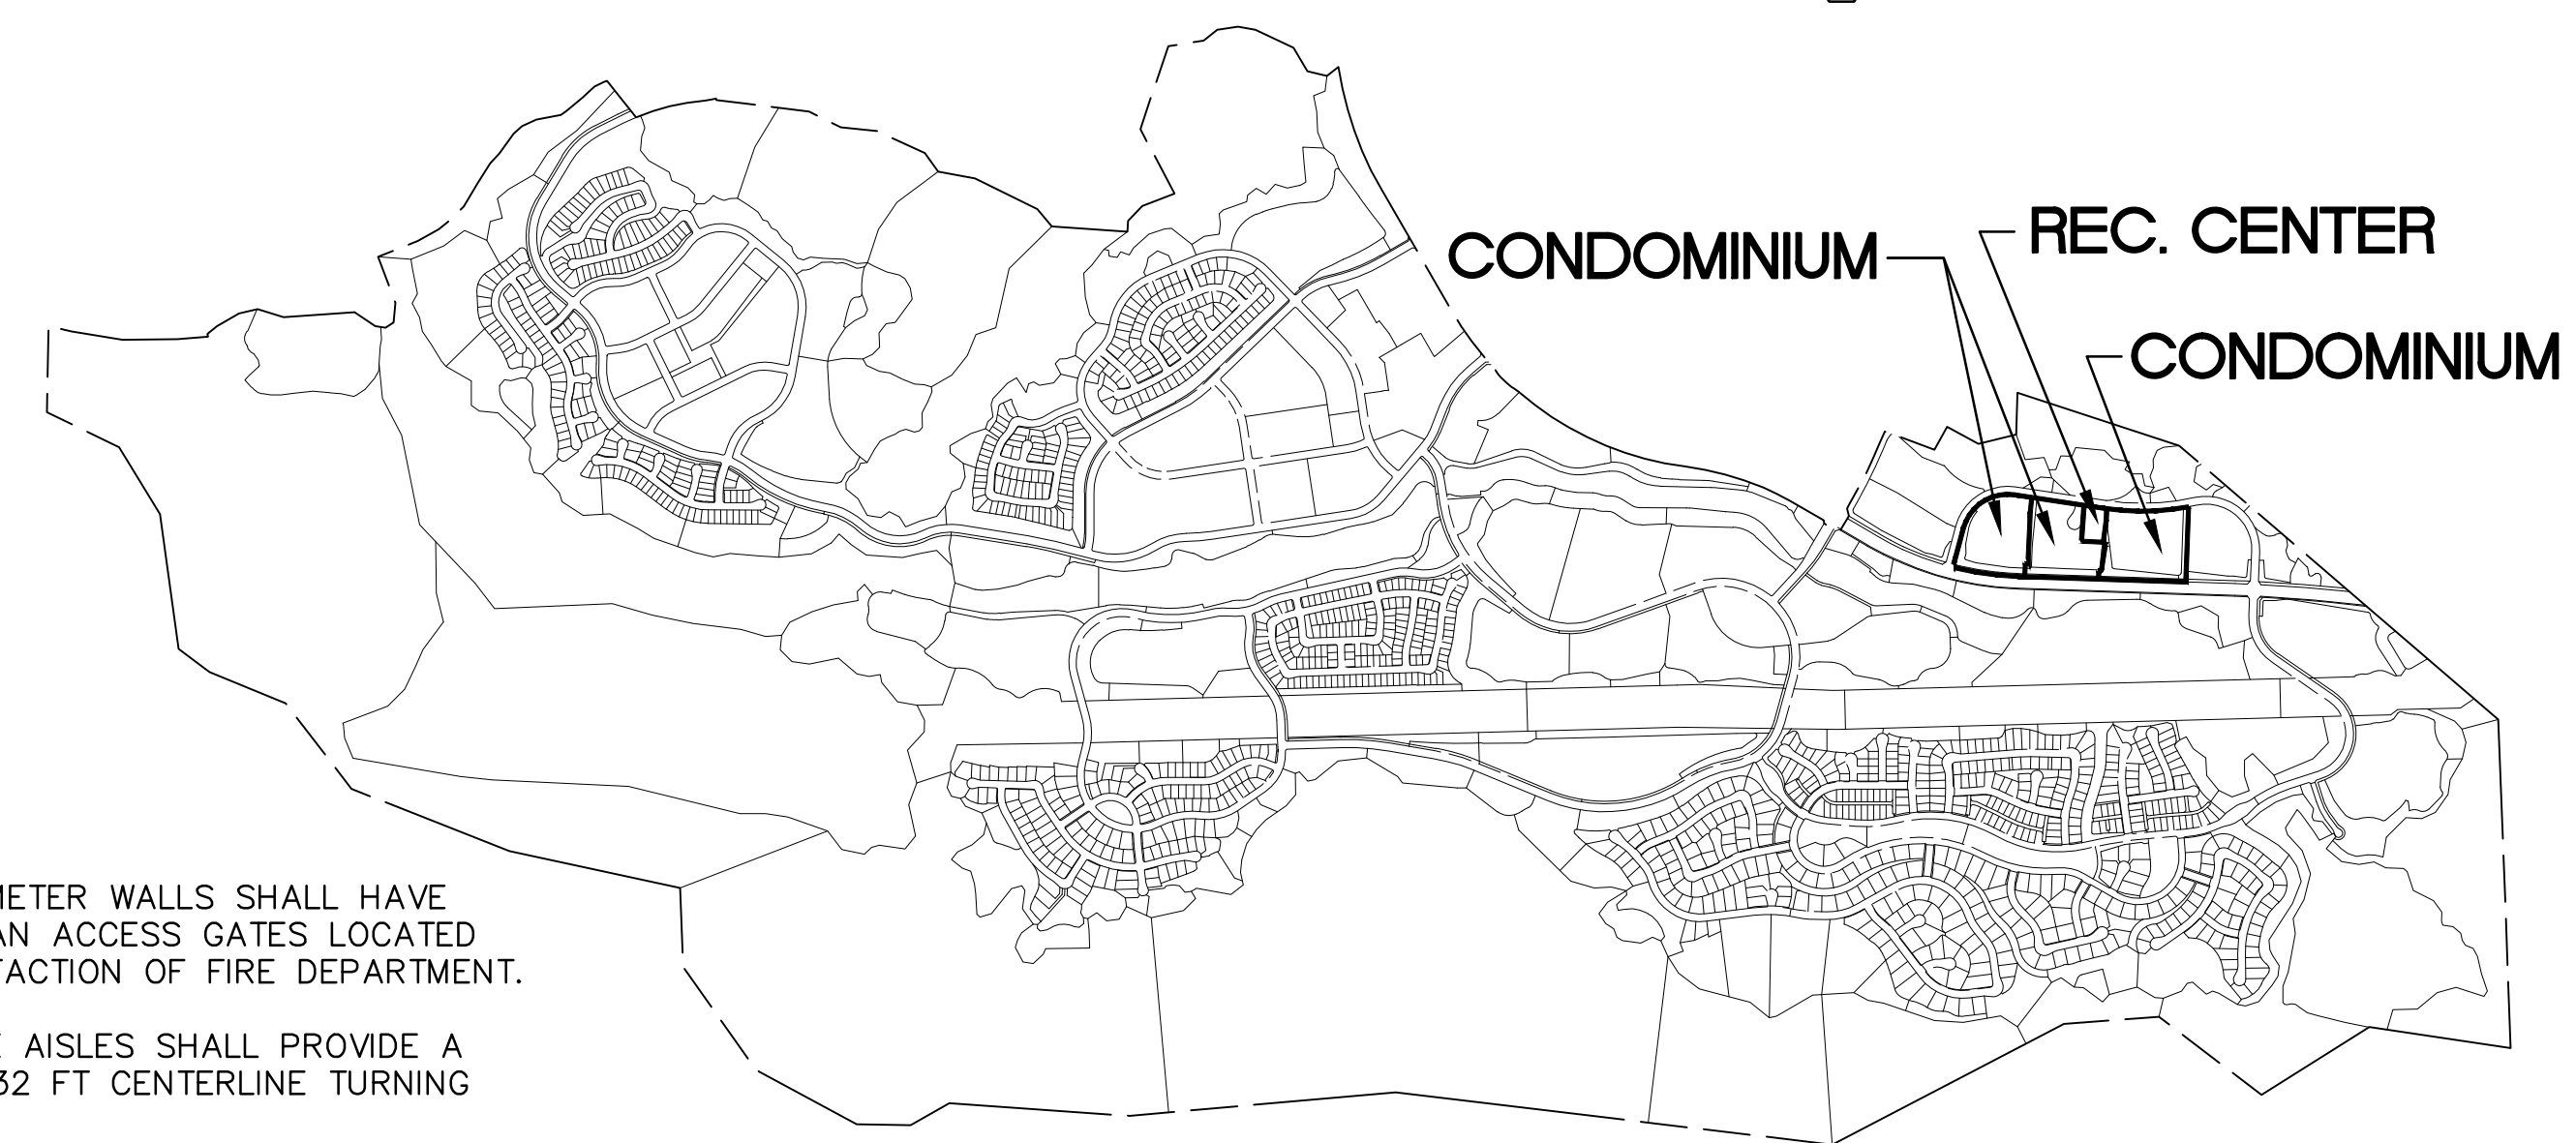 REC. CENTER
CONDOMINIUM
CONDOMINIUM
METER WALLS SHALL HAVE
AN ACCESS GATES LOCATED
FACTION OF FIRE DEPARTMENT.
AISLES SHALL PROVIDE A
32 FT CENTERLINE TURNING